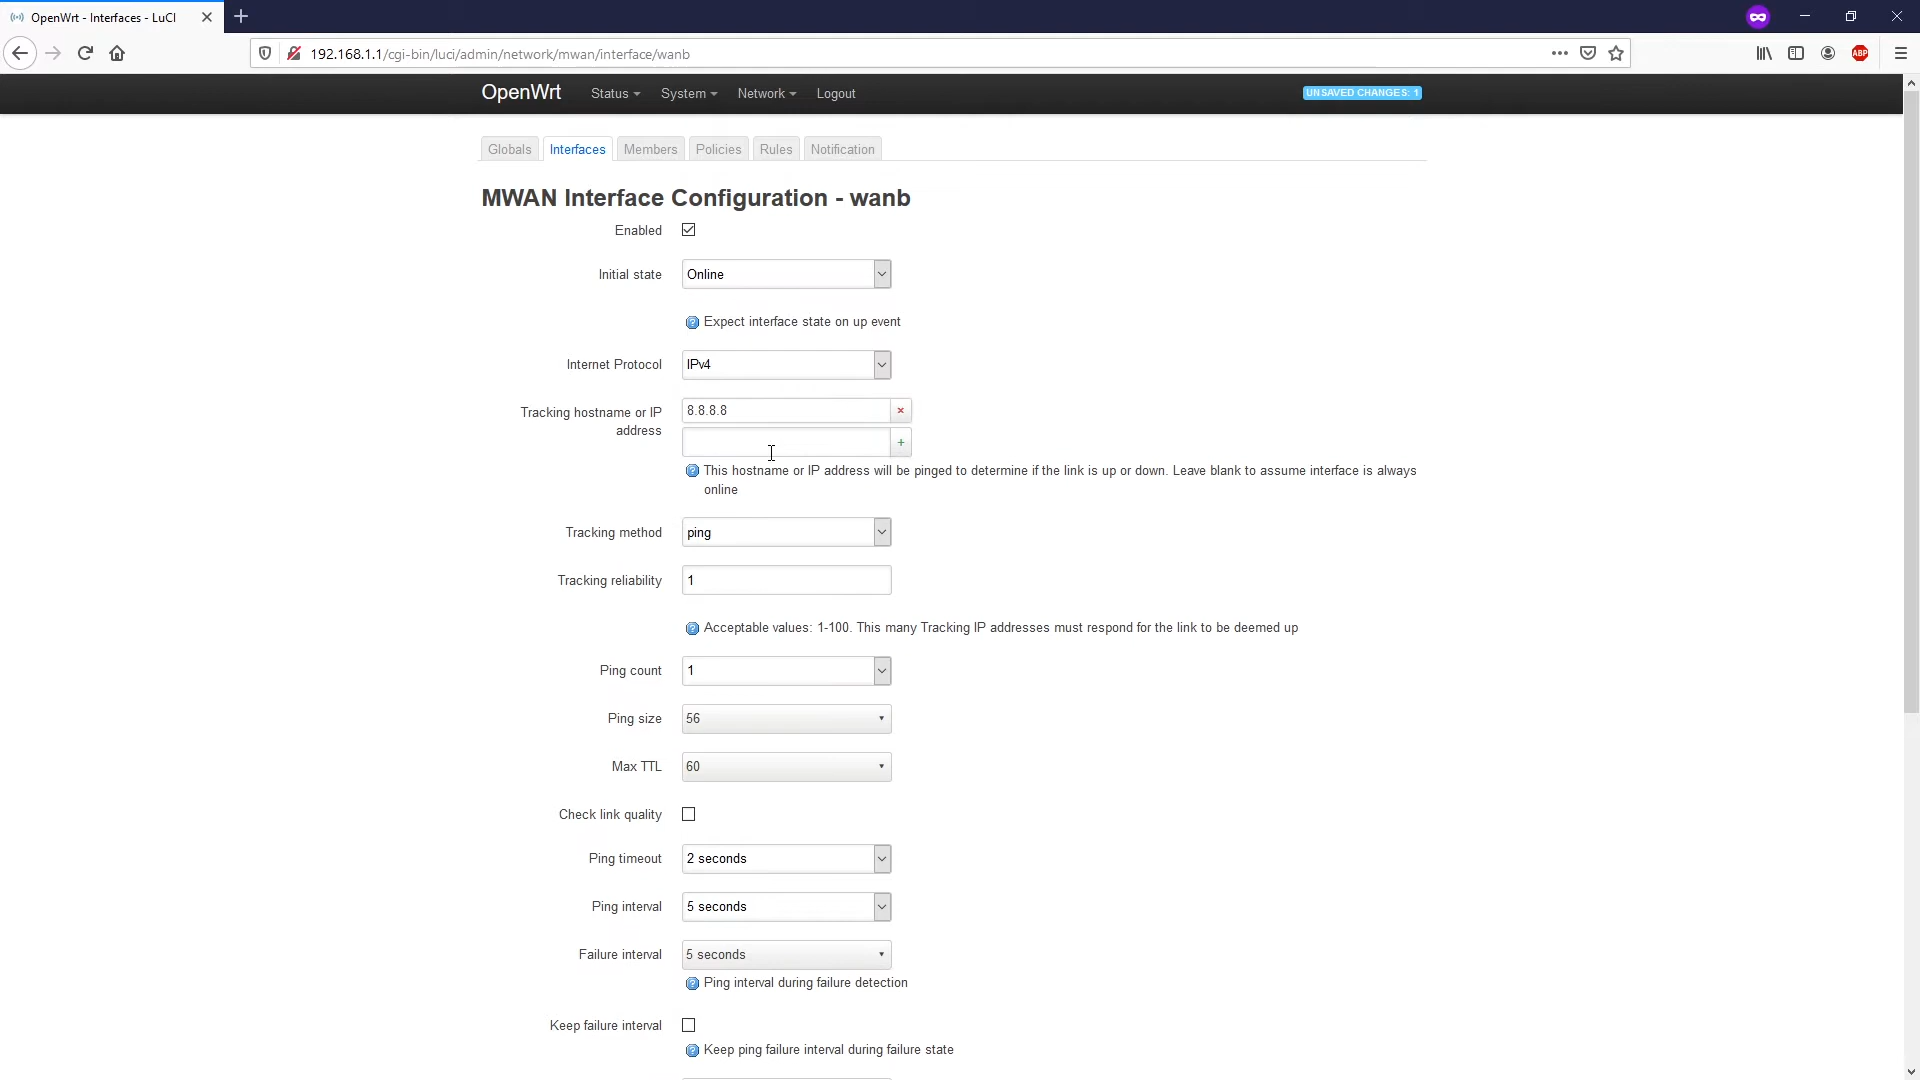 OpenWrt - Interfaces - LuCI
192.168.1.1/cgi-bin/luci/admin/network/mwan/interface/wanb
ABP
OpenWrt Status System Network Logout UNSAVED CHANGES: 1
Globals Interfaces Members Policies Rules Notification
MWAN Interface Configuration - wanb
Enabled
Initial state Online
Expect interface state on up event
Internet Protocol IPv4
Tracking hostname or IP address 8.8.8.8
This hostname or IP address will be pinged to determine if the link is up or down. Leave blank to assume interface is always
online
Tracking method ping
Tracking reliability 1
Acceptable values: 1-100. This many Tracking IP addresses must respond for the link to be deemed up
Ping count 1
Ping size 56
Max TTL 60
Check link quality
Ping timeout 2 seconds
Ping interval 5 seconds
Failure interval 5 seconds
Ping interval during failure detection
Keep failure interval
Keep ping failure interval during failure state